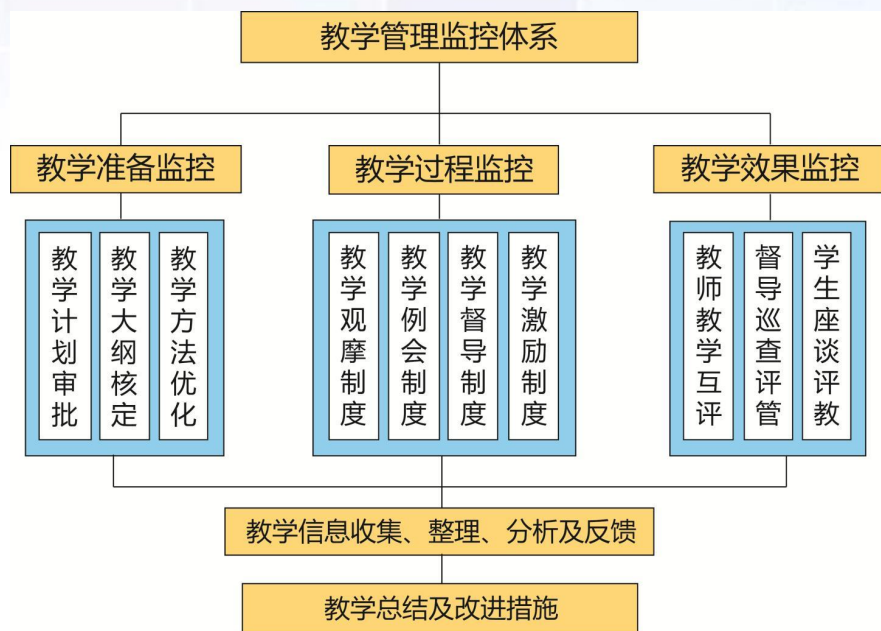 教学管理监控体系
教学准备监控
教学过程监控
教学效果监控
教学计划审批
教学大纲核定
教学方法优化
教学观摩制度
教学例会制度
教学督导制度
教学激励制度
教师教学互评
督导巡查评管
学生座谈评教
教学信息收集、整理、分析及反馈
教学总结及改进措施